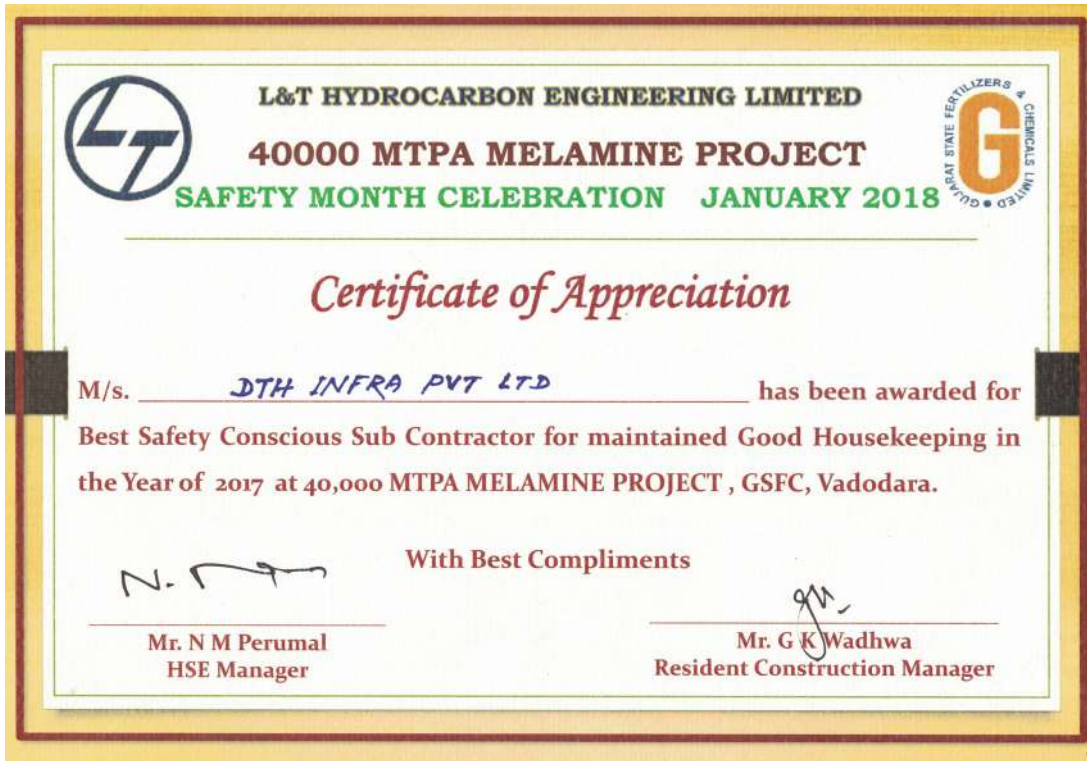 L&T HYDROCARBON ENGINEERING LIMITED
40000 MTPA MELAMINE PROJECT
SAFETY MONTH CELEBRATION JANUARY 2018
LT
G
GUJARAT STATE FERTILIZERS & CHEMICALS LIMITED
Certificate of Appreciation
M/s. DTH INFRA PVT LTD has been awarded for
Best Safety Conscious Sub Contractor for maintained Good Housekeeping in
the Year of 2017 at 40,000 MTPA MELAMINE PROJECT , GSFC, Vadodara.
With Best Compliments
Mr. N M Perumal
HSE Manager
Mr. G K Wadhwa
Resident Construction Manager